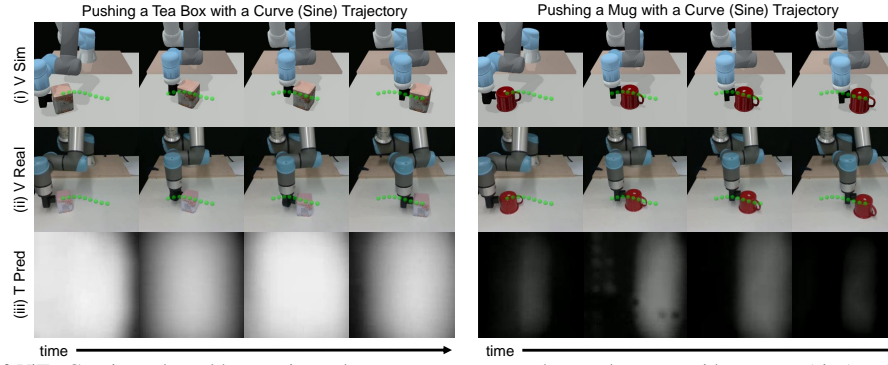 Pushing a Tea Box with a Curve (Sine) Trajectory
Pushing a Mug with a Curve (Sine) Trajectory
(i) V Sim
(ii) V Real
(iii) T Pred
time
time